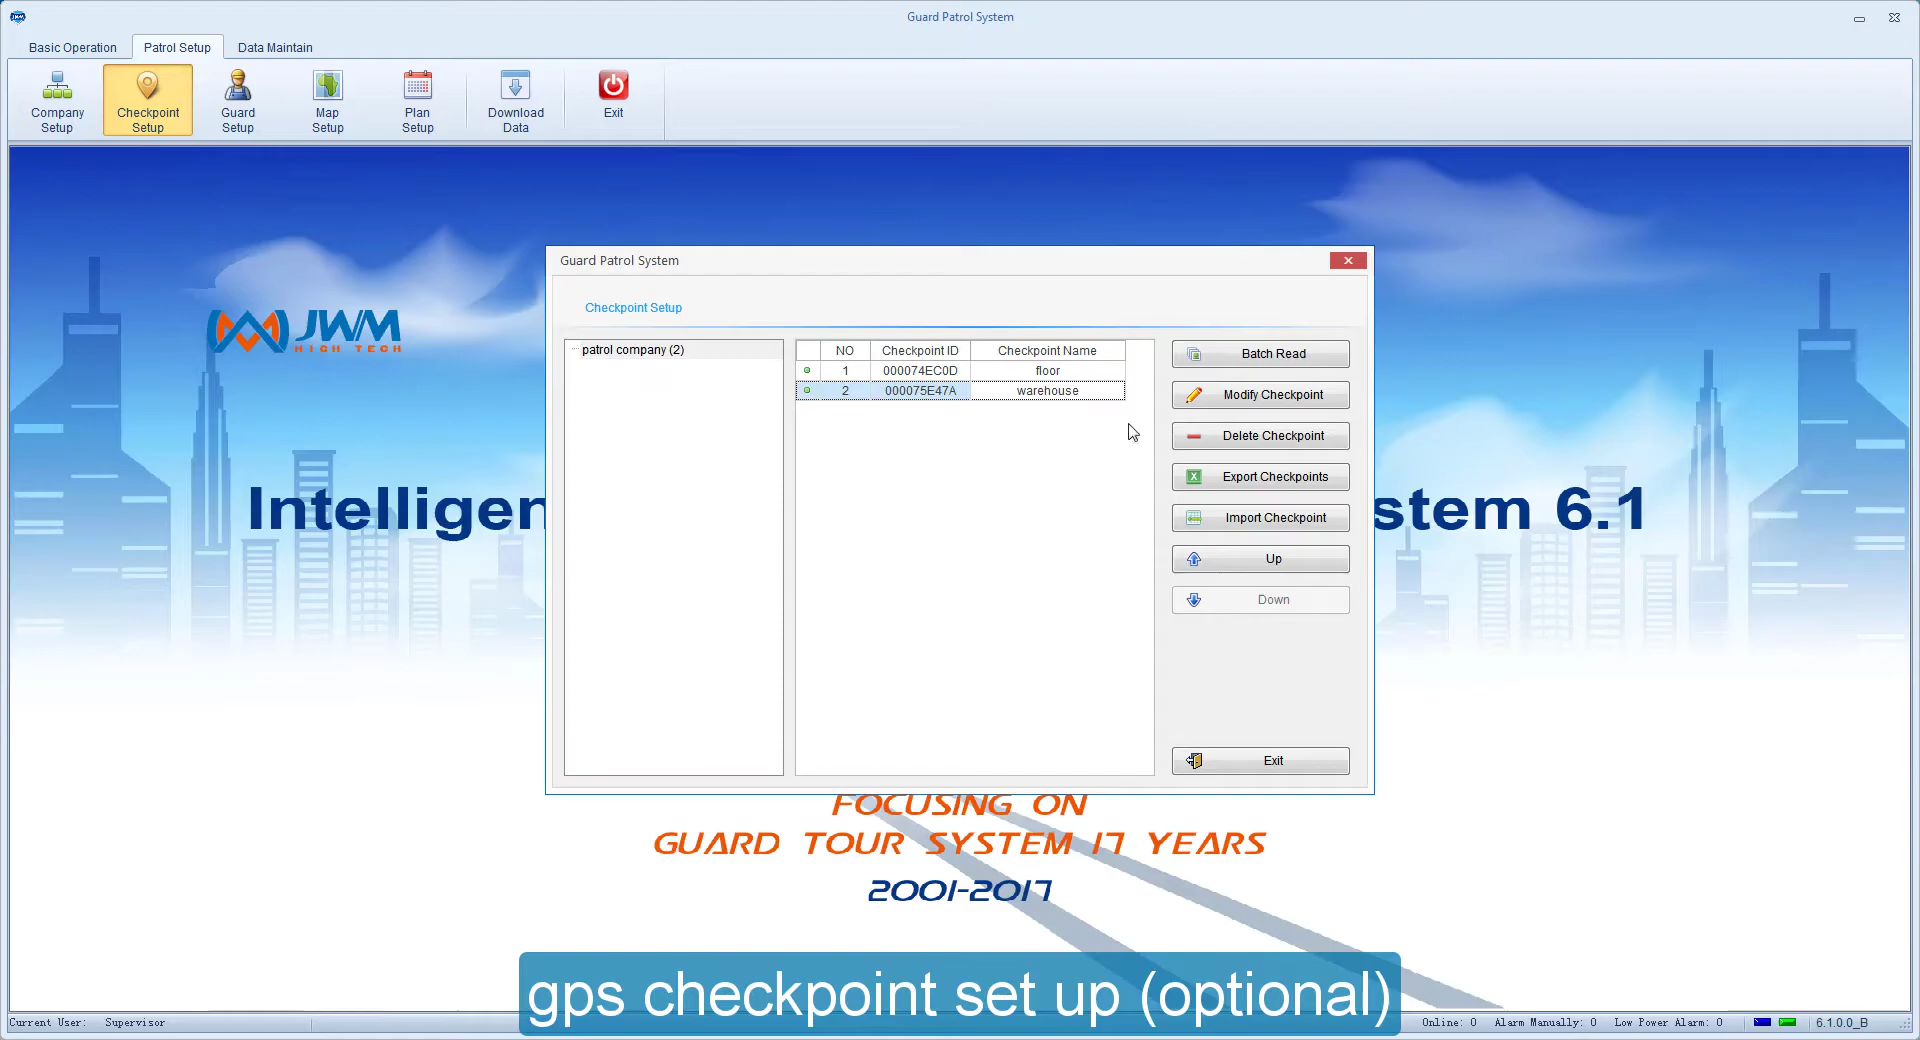 Guard Patrol System
Basic Operation Patrol Setup Data Maintain
Company Setup
Checkpoint Setup
Guard Setup
Map Setup
Plan Setup
Download Data
Exit
JWM
HIGH TECH
Intelligen
stem 6.1
Guard Patrol System
Checkpoint Setup
patrol company (2)
NO Checkpoint ID Checkpoint Name
1 000074EC0D floor
2 000075E47A warehouse
Batch Read
Modify Checkpoint
Delete Checkpoint
Export Checkpoints
Import Checkpoint
Up
Down
Exit
FOCUSING ON
GUARD TOUR SYSTEM 17 YEARS
2001-2017
gps checkpoint set up (optional)
Current User: Supervisor
Online: 0 Alarm Manually: 0 Low Power Alarm: 0 6.1.0.0_B